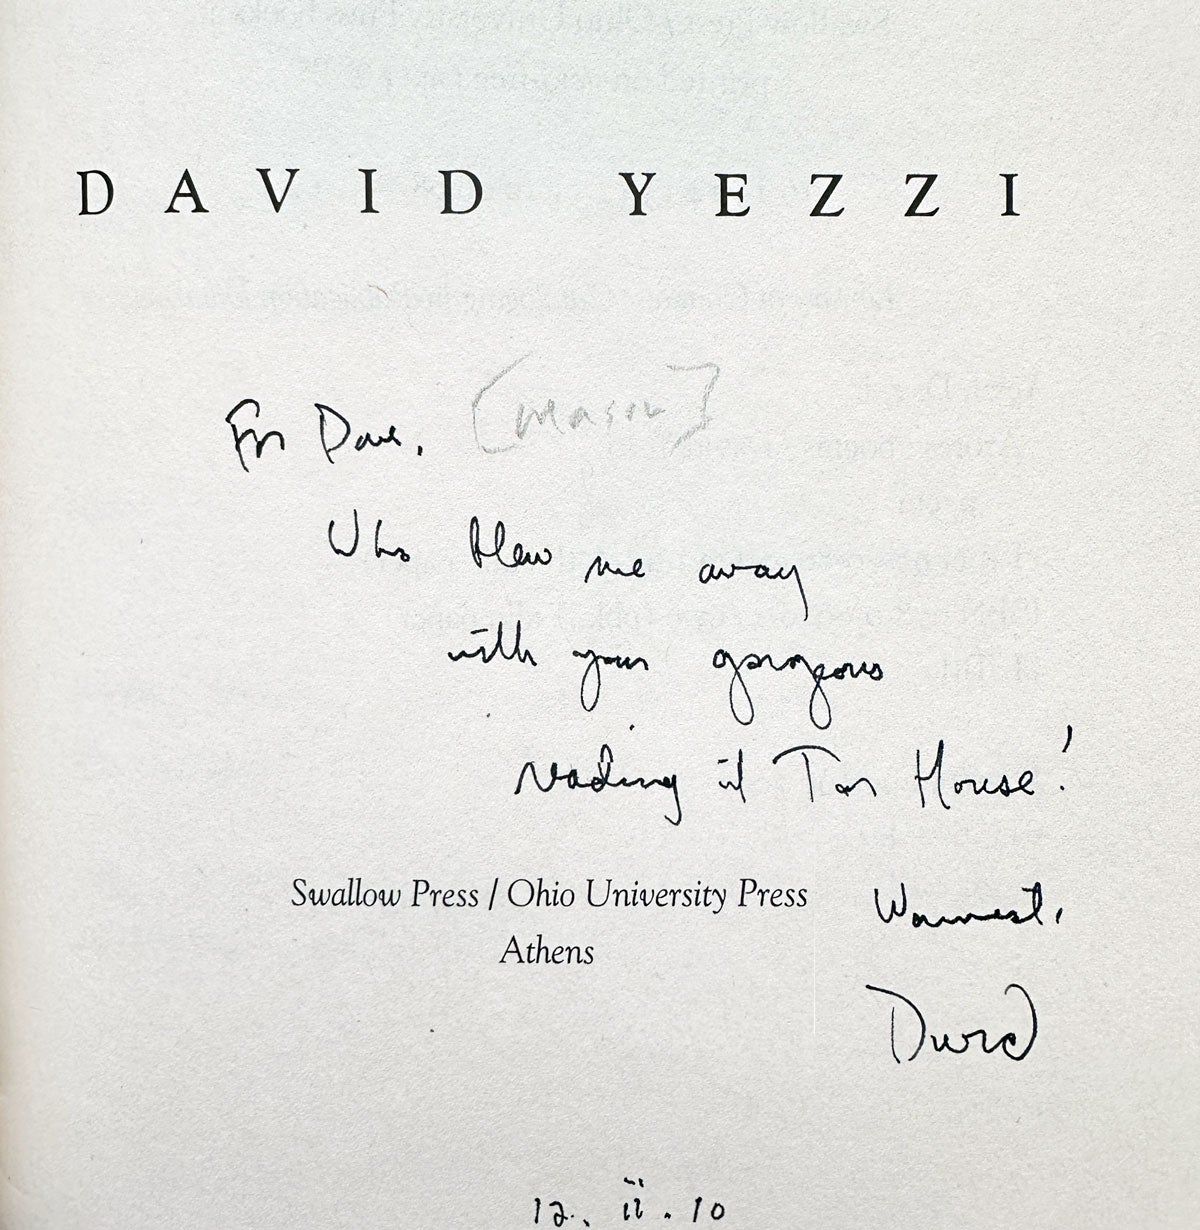 DAVID YEZZI
For Dave, [Mason]
Who blew me away
with your gorgeous
reading at Tor House!
Swallow Press / Ohio University Press
Warmest,
Athens
David
12. ii. 10